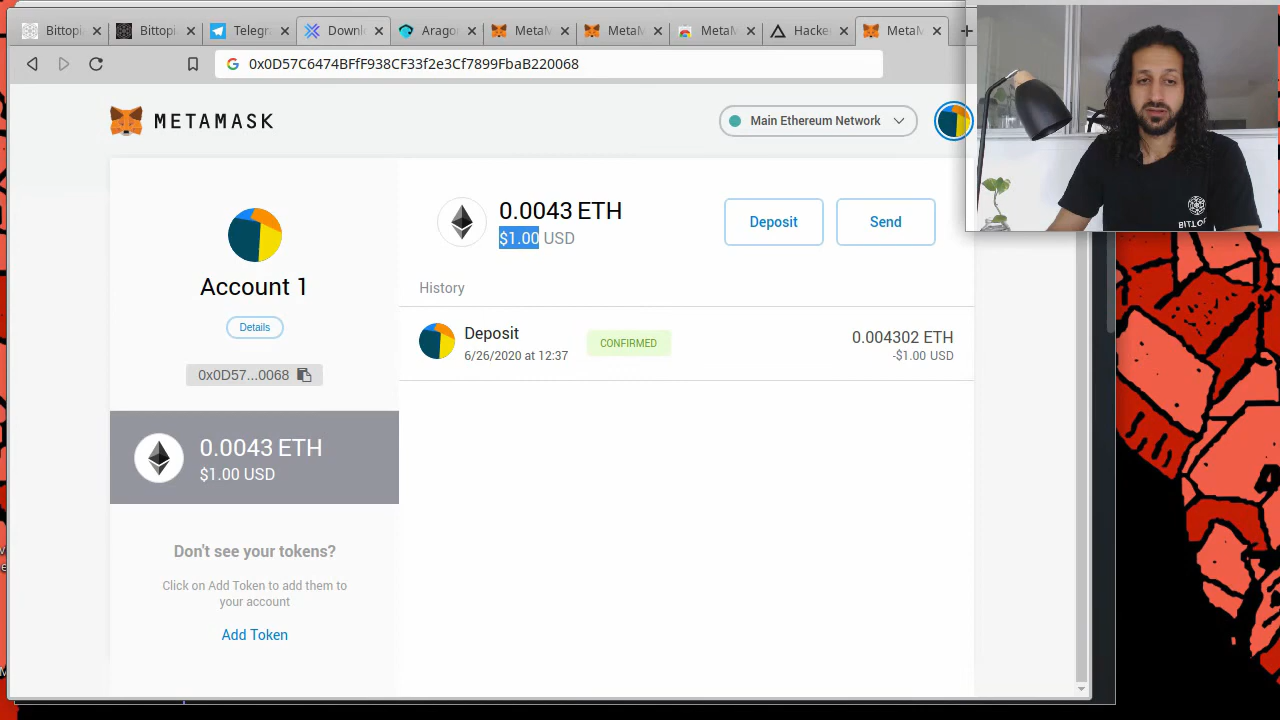 Bittopi
Bittopi
Telegr
Downl
Arago
MetaM
MetaM
MetaM
Hacke
MetaM
0x0D57C6474BFfF938CF33f2e3Cf7899FbaB220068
METAMASK
Main Ethereum Network
Account 1
Details
0x0D57...0068
0.0043 ETH
$1.00 USD
Don't see your tokens?
Click on Add Token to add them to
your account
Add Token
0.0043 ETH
$1.00 USD
Deposit
Send
History
Deposit
6/26/2020 at 12:37
CONFIRMED
0.004302 ETH
-$1.00 USD